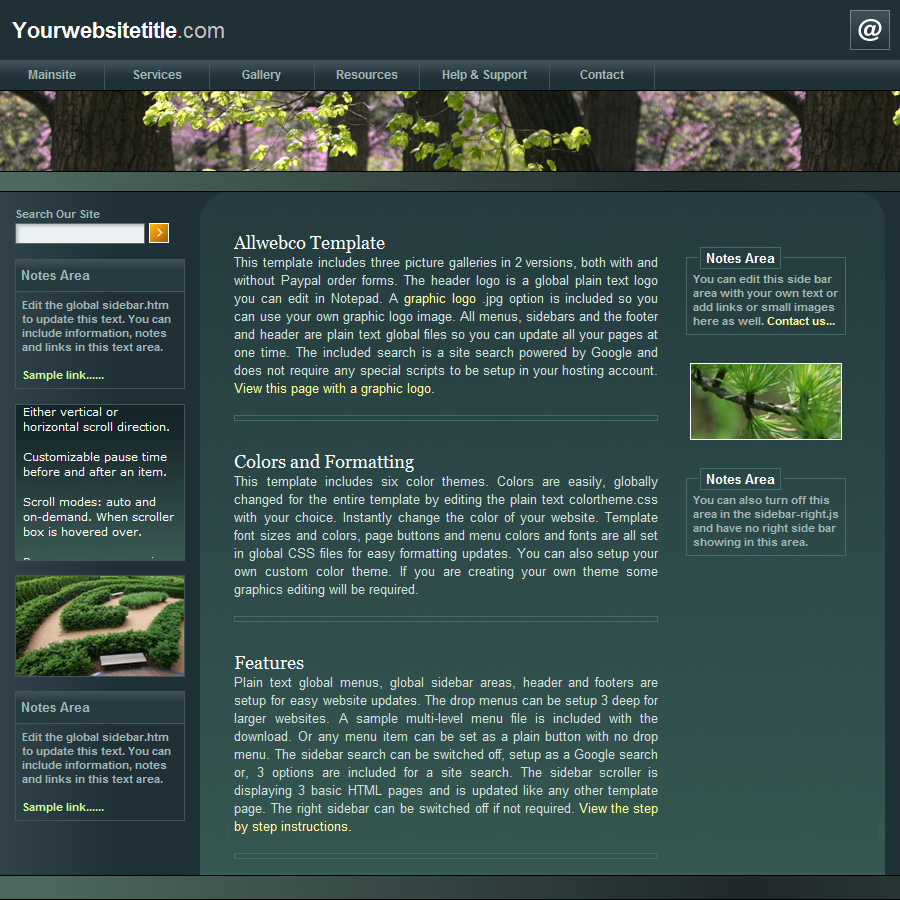 Yourwebsitetitle.com
@
Mainsite
Services
Gallery
Resources
Help & Support
Contact
Search Our Site
Notes Area
Edit the global sidebar.htm
to update this text. You can
include information, notes
and links in this text area.
Sample link......
Either vertical or
horizontal scroll direction.
Customizable pause time
before and after an item.
Scroll modes: auto and
on-demand. When scroller
box is hovered over.
Notes Area
Edit the global sidebar.htm
to update this text. You can
include information, notes
and links in this text area.
Sample link......
Allwebco Template
This template includes three picture galleries in 2 versions, both with and
without Paypal order forms. The header logo is a global plain text logo
you can edit in Notepad. A graphic logo .jpg option is included so you
can use your own graphic logo image. All menus, sidebars and the footer
and header are plain text global files so you can update all your pages at
one time. The included search is a site search powered by Google and
does not require any special scripts to be setup in your hosting account.
View this page with a graphic logo.
Colors and Formatting
This template includes six color themes. Colors are easily, globally
changed for the entire template by editing the plain text colortheme.css
with your choice. Instantly change the color of your website. Template
font sizes and colors, page buttons and menu colors and fonts are all set
in global CSS files for easy formatting updates. You can also setup your
own custom color theme. If you are creating your own theme some
graphics editing will be required.
Features
Plain text global menus, global sidebar areas, header and footers are
setup for easy website updates. The drop menus can be setup 3 deep for
larger websites. A sample multi-level menu file is included with the
download. Or any menu item can be set as a plain button with no drop
menu. The sidebar search can be switched off, setup as a Google search
or, 3 options are included for a site search. The sidebar scroller is
displaying 3 basic HTML pages and is updated like any other template
page. The right sidebar can be switched off if not required. View the step
by step instructions.
Notes Area
You can edit this side bar
area with your own text or
add links or small images
here as well. Contact us...
Notes Area
You can also turn off this
area in the sidebar-right.js
and have no right side bar
showing in this area.